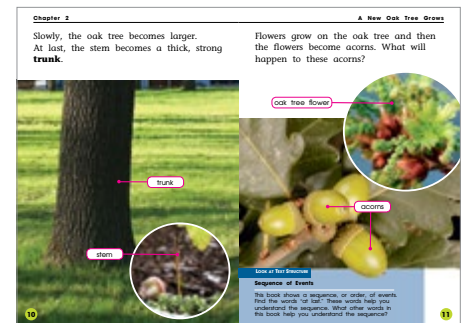 Chapter 2
Slowly, the oak tree becomes larger.
At last, the stem becomes a thick, strong
trunk.
trunk
stem
10
A New Oak Tree Grows
Flowers grow on the oak tree and then
the flowers become acorns. What will
happen to these acorns?
oak tree flower
acorns
LOOK AT TEXT STRUCTURE
Sequence of Events
This book shows a sequence, or order, of events.
Find the words "at last." These words help you
understand the sequence. What other words in
this book help you understand the sequence?
11